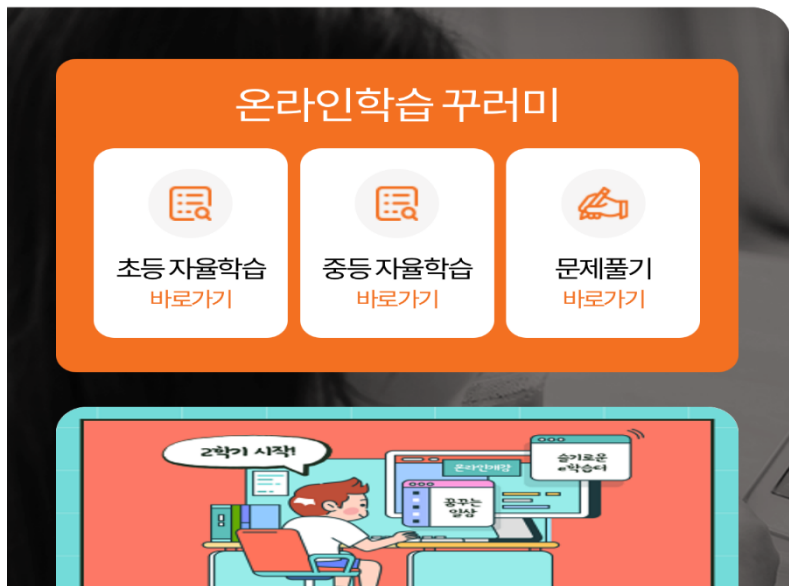 온라인학습 꾸러미
초등 자율학습
바로가기
중등 자율학습
바로가기
문제풀기
바로가기
2학기 시작!
온라인개강
슬기로운
e학습터
꿈꾸는
일상